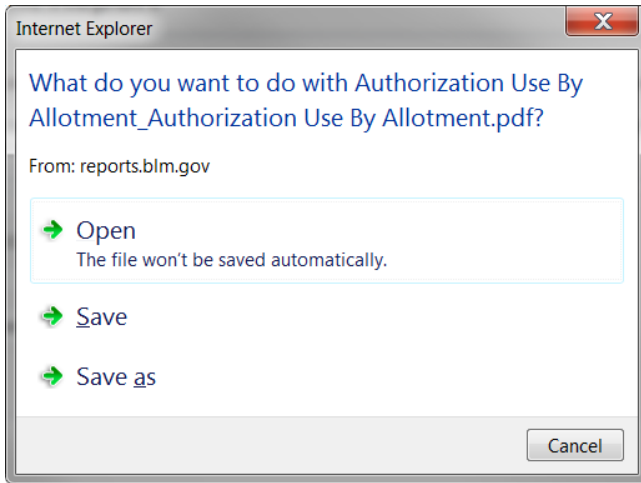 Internet Explorer
What do you want to do with Authorization Use By
Allotment_Authorization Use By Allotment.pdf?
From: reports.blm.gov
Open
The file won't be saved automatically.
Save
Save as
Cancel